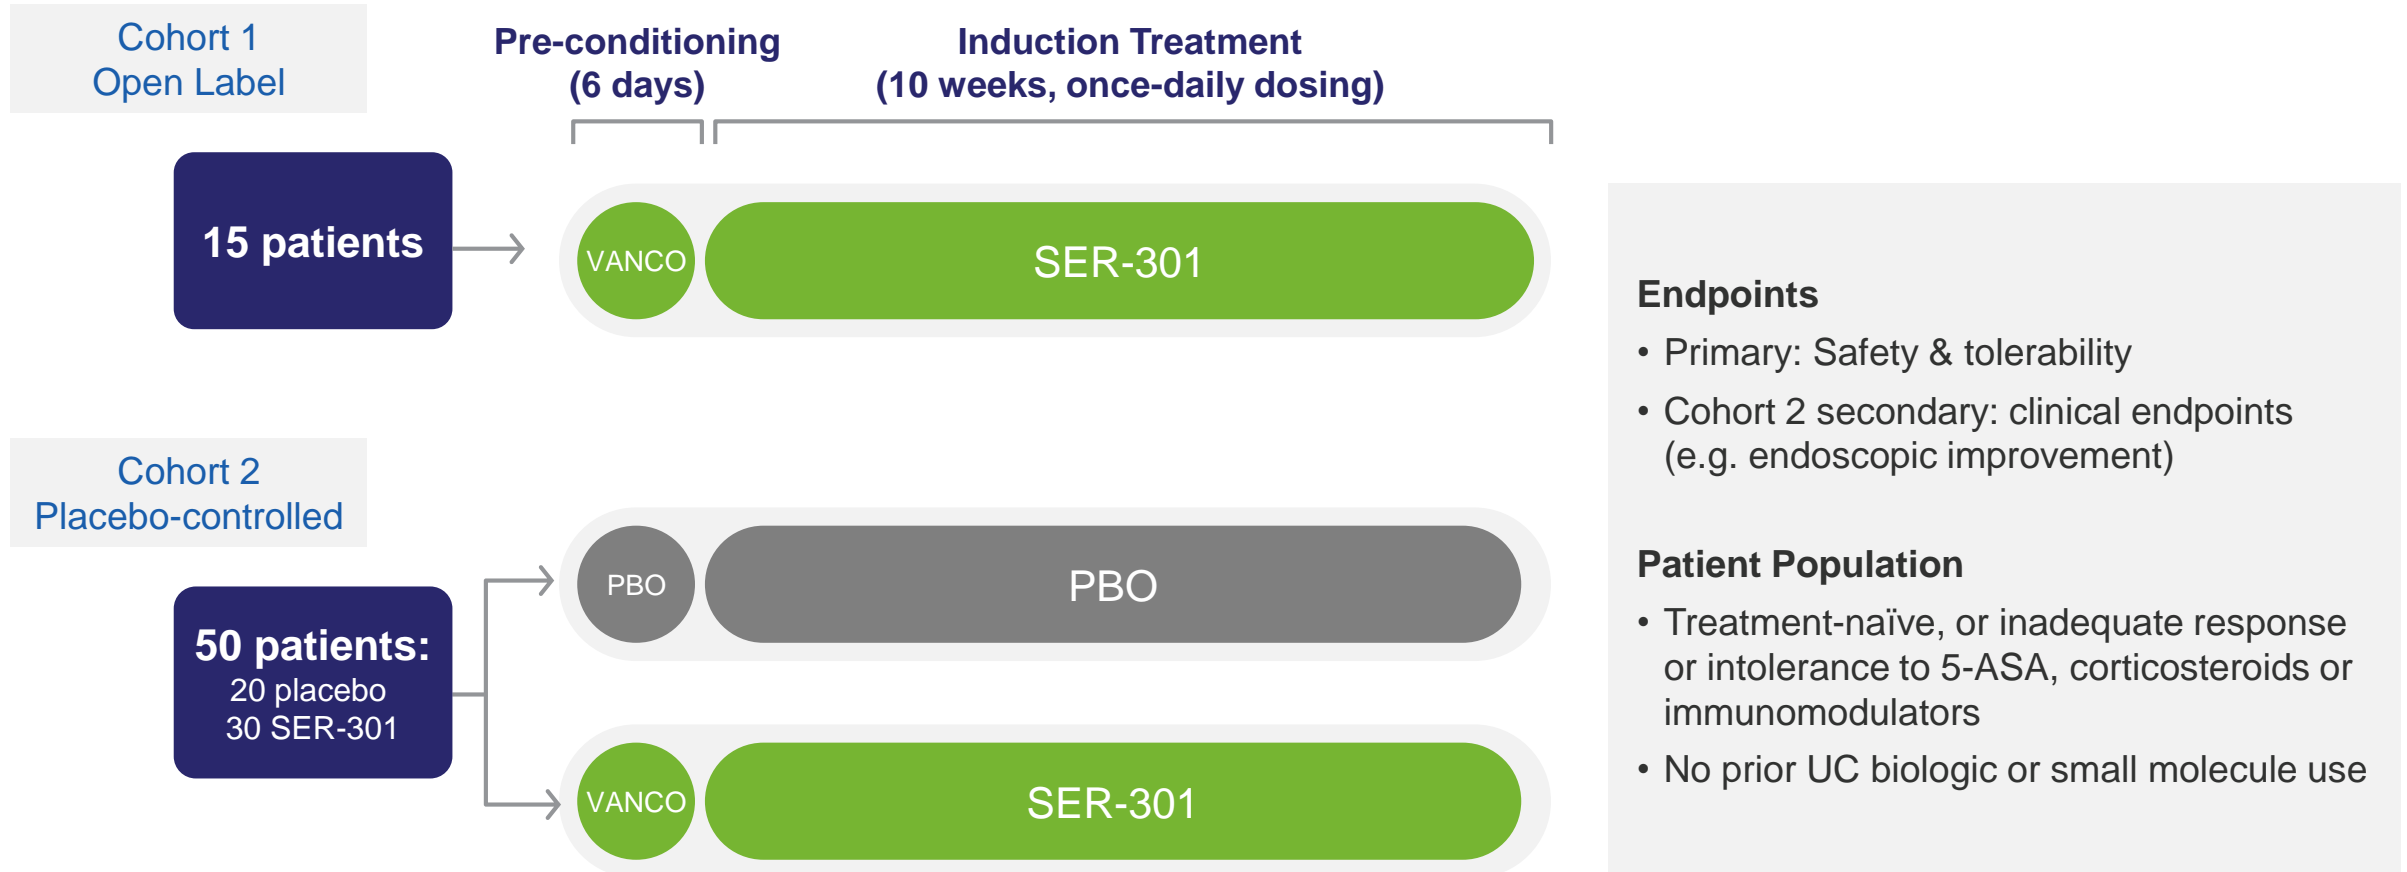 Cohort 1
Open Label
Pre-conditioning
(6 days)
Induction Treatment
(10 weeks, once-daily dosing)
15 patients
VANCO
SER-301
Cohort 2
Placebo-controlled
50 patients:
20 placebo
30 SER-301
PBO
PBO
VANCO
SER-301
Endpoints
• Primary: Safety & tolerability
• Cohort 2 secondary: clinical endpoints
(e.g. endoscopic improvement)
Patient Population
• Treatment-naïve, or inadequate response
or intolerance to 5-ASA, corticosteroids or
immunomodulators
• No prior UC biologic or small molecule use